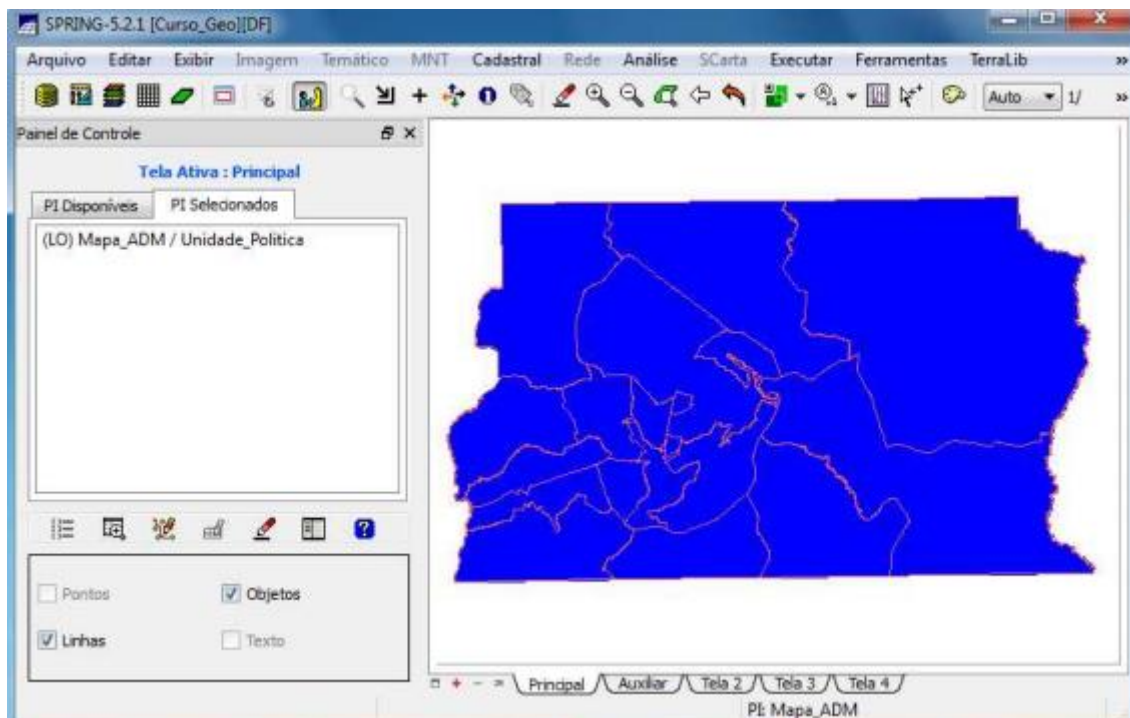 SPRING-5.2.1 [Curso_Geo][DF]
Arquivo Editar Exibir Imagem Temático MNT Cadastral Rede Análise SCarta Executar Ferramentas TerraLib »
Auto 1/ »
Painel de Controle
Tela Ativa : Principal
PI Disponíveis PI Selecionados
(LO) Mapa_ADM / Unidade_Politica
Pontos Objetos
Linhas Texto
Principal Auxiliar Tela 2 Tela 3 Tela 4
PI: Mapa_ADM